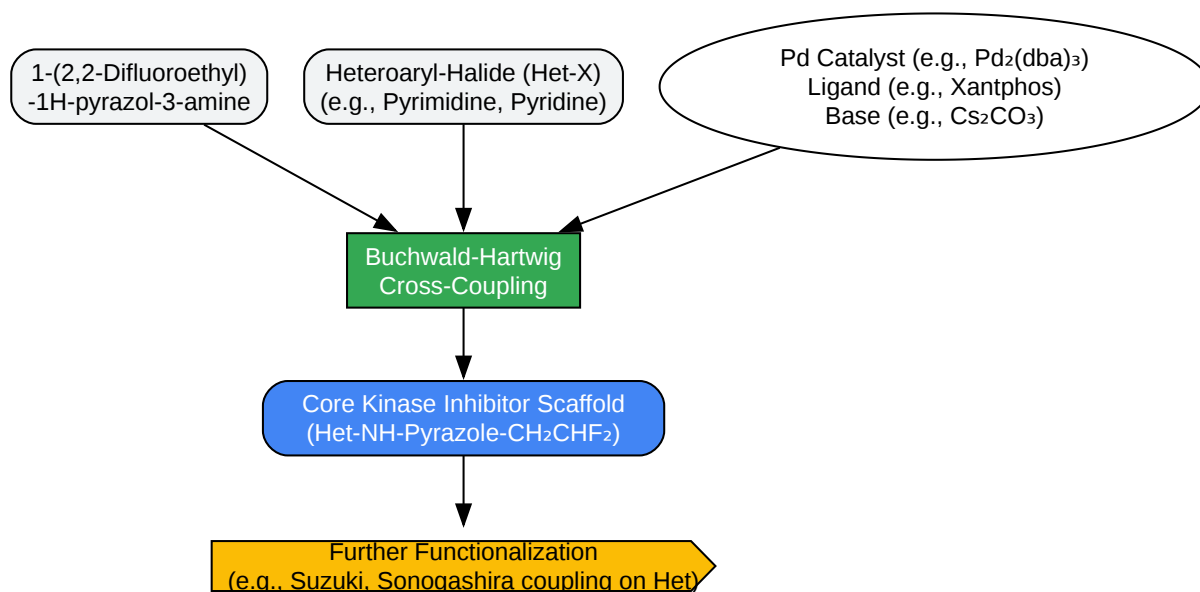 1-(2,2-Difluoroethyl)
-1H-pyrazol-3-amine
Heteroaryl-Halide (Het-X)
(e.g., Pyrimidine, Pyridine)
Pd Catalyst (e.g., Pd₂(dba)₃)
Ligand (e.g., Xantphos)
Base (e.g., Cs₂CO₃)
Buchwald-Hartwig
Cross-Coupling
Core Kinase Inhibitor Scaffold
(Het-NH-Pyrazole-CH₂CHF₂)
Further Functionalization
(e.g., Suzuki, Sonogashira coupling on Het)